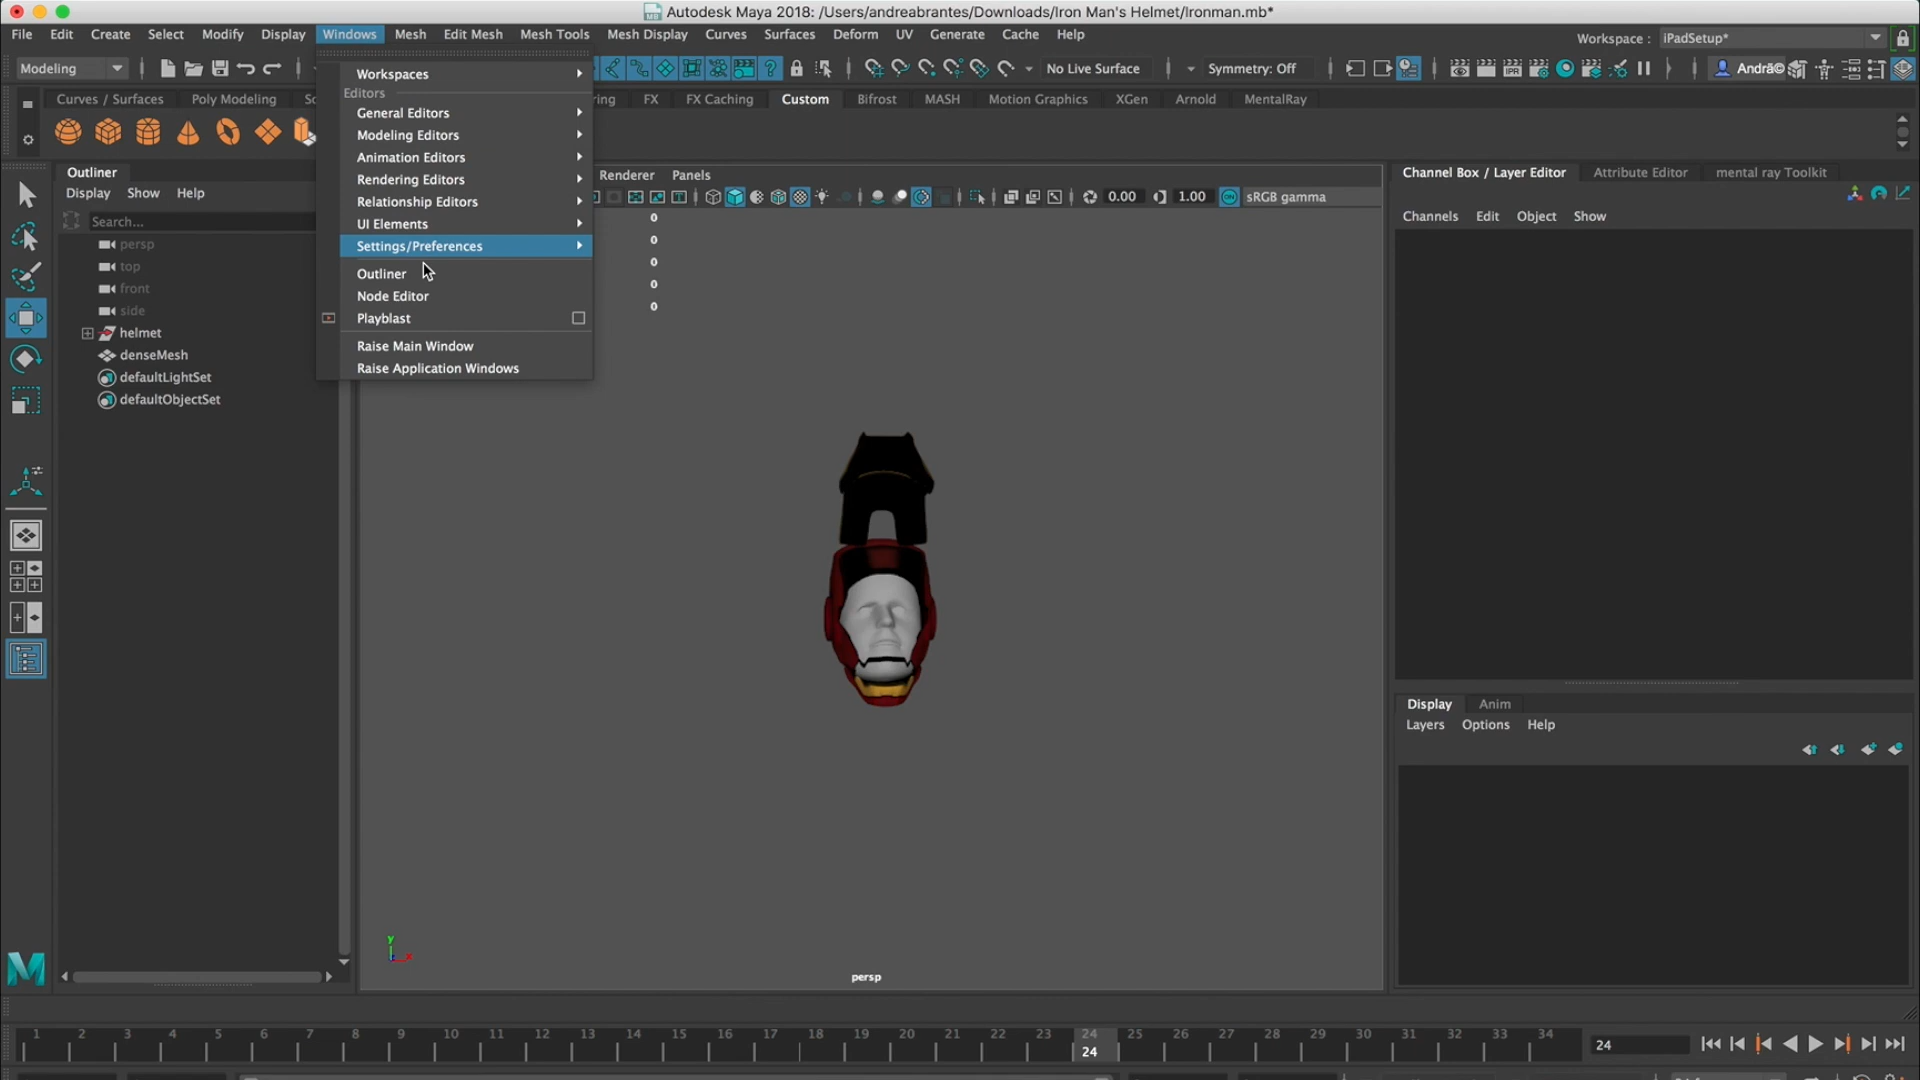 Autodesk Maya 2018: /Users/andreabrantes/Downloads/Iron Man's Helmet/Ironman.mb*
File Edit Create Select Modify Display Windows Mesh Edit Mesh Mesh Tools Mesh Display Curves Surfaces Deform UV Generate Cache Help
Workspace : iPadSetup*
Modeling
No Live Surface
Symmetry: Off
Workspaces
Editors
General Editors
Modeling Editors
Animation Editors
Rendering Editors
Relationship Editors
UI Elements
Settings/Preferences
Outliner
Node Editor
Playblast
Raise Main Window
Raise Application Windows
Curves / Surfaces Poly Modeling
FX FX Caching Custom Bifrost MASH Motion Graphics XGen Arnold MentalRay
IPR
Outliner
Display Show Help
Search...
persp
top
front
side
helmet
denseMesh
defaultLightSet
defaultObjectSet
Renderer Panels
0.00 1.00 sRGB gamma
0
0
0
0
0
y
x
persp
Channel Box / Layer Editor Attribute Editor mental ray Toolkit
Channels Edit Object Show
Display Anim
Layers Options Help
1 2 3 4 5 6 7 8 9 10 11 12 13 14 15 16 17 18 19 20 21 22 23 24 25 26 27 28 29 30 31 32 33 34
24
24